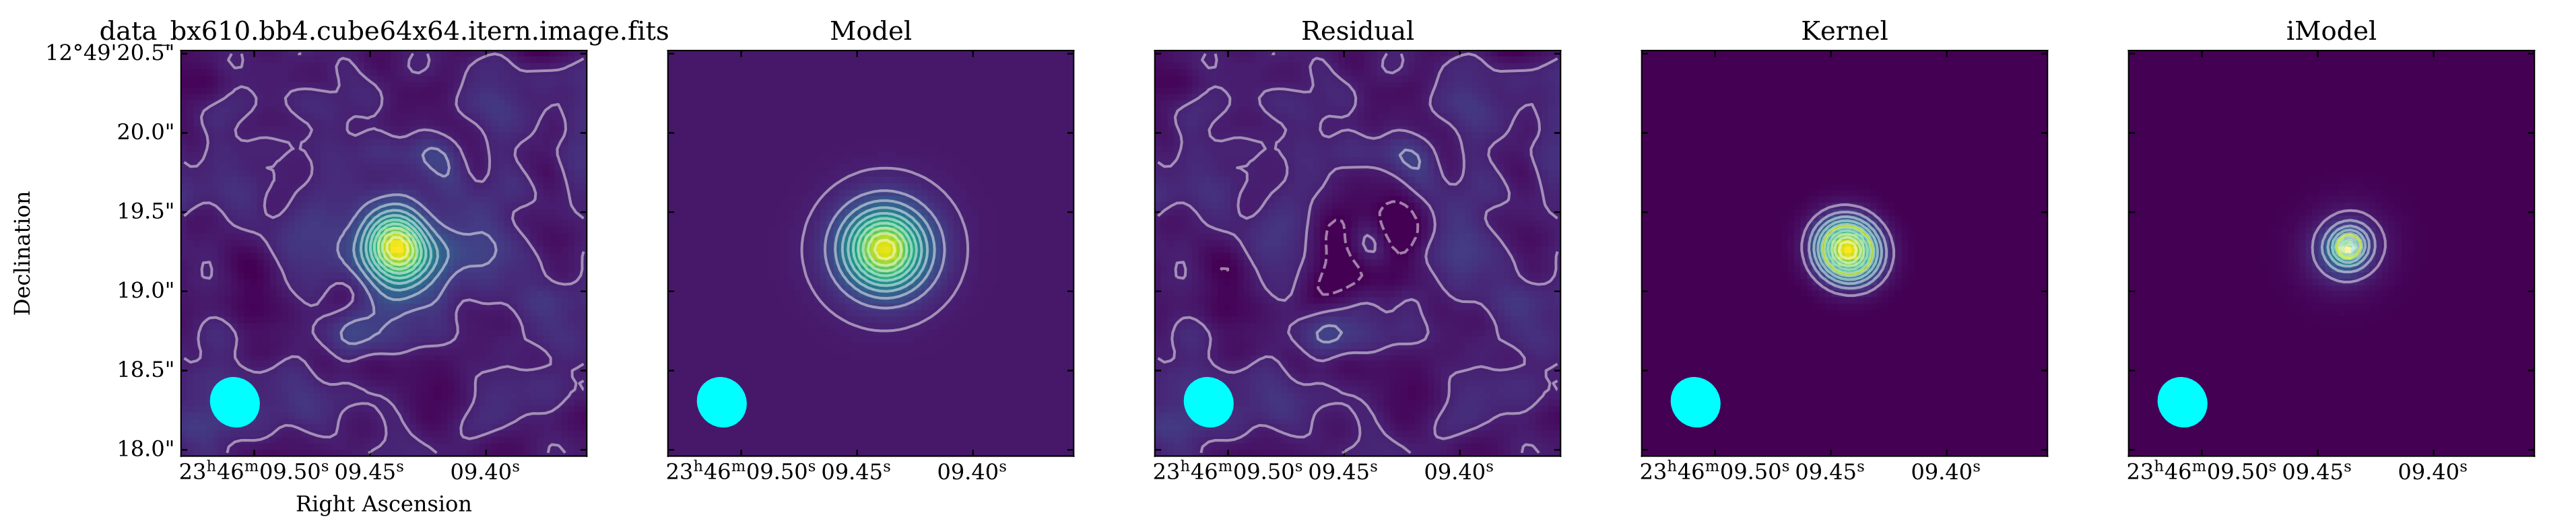 data_bx610.bb4.cube64x64.itern.image.fits
Model
Residual
Kernel
iModel
12°49'20.5"
20.0"
19.5"
19.0"
18.5"
18.0"
Declination
23ʰ46ᵐ09.50ˢ 09.45ˢ 09.40ˢ
23ʰ46ᵐ09.50ˢ 09.45ˢ 09.40ˢ
23ʰ46ᵐ09.50ˢ 09.45ˢ 09.40ˢ
23ʰ46ᵐ09.50ˢ 09.45ˢ 09.40ˢ
23ʰ46ᵐ09.50ˢ 09.45ˢ 09.40ˢ
Right Ascension